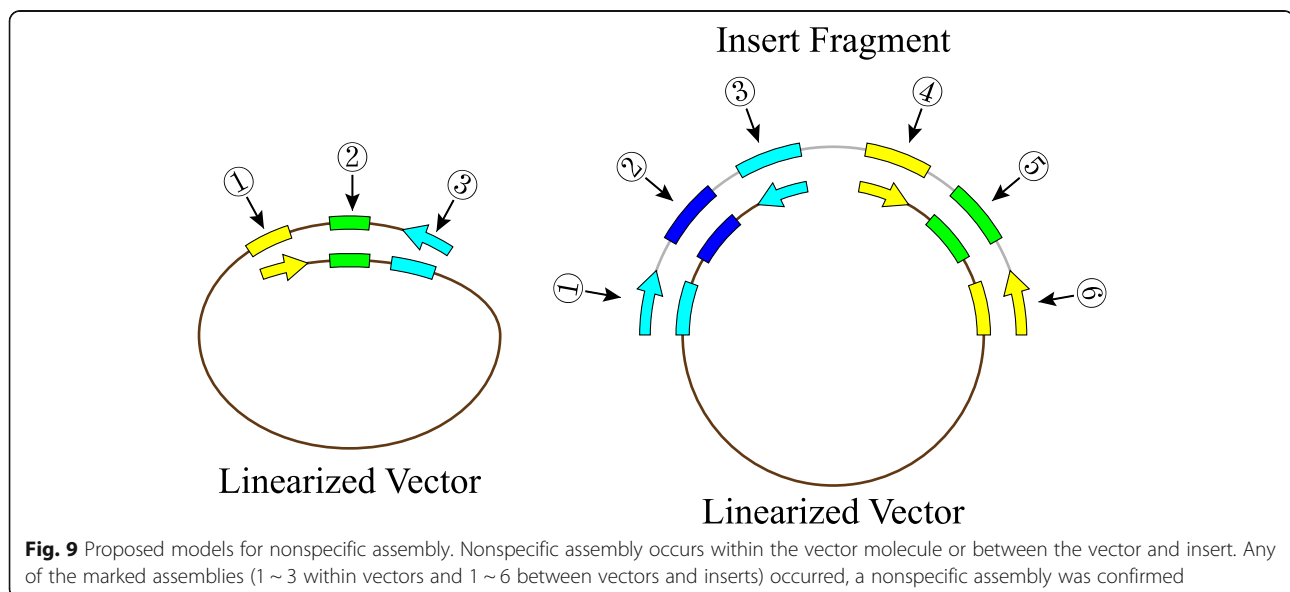 Insert Fragment
③ ④
② ⑤
① ② ③
① ⑥
Linearized Vector
Linearized Vector
Fig. 9 Proposed models for nonspecific assembly. Nonspecific assembly occurs within the vector molecule or between the vector and insert. Any
of the marked assemblies (1 ~ 3 within vectors and 1 ~ 6 between vectors and inserts) occurred, a nonspecific assembly was confirmed